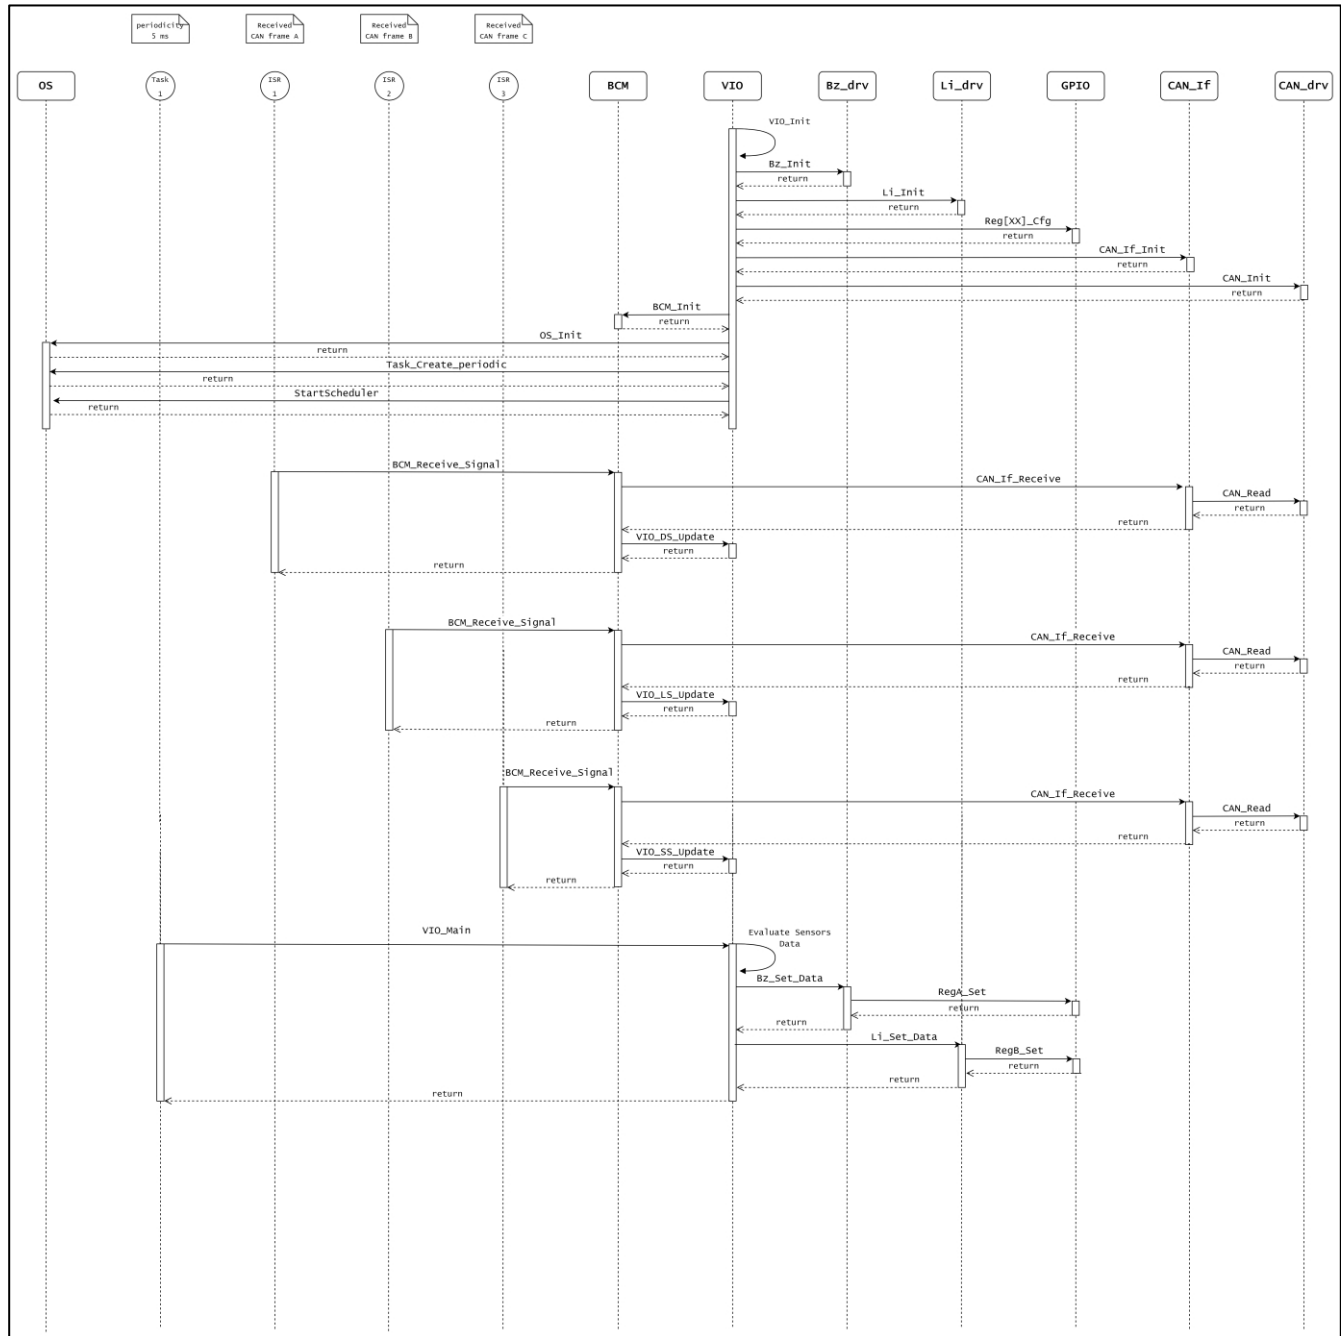 periodicity
5 ms
Received
CAN frame A
Received
CAN frame B
Received
CAN frame C
OS
Task
1
ISR
1
ISR
2
ISR
3
BCM
VIO
Bz_drv
Li_drv
GPIO
CAN_If
CAN_drv
VIO_Init
Bz_Init
return
Li_Init
return
Reg[XX]_Cfg
return
CAN_If_Init
return
CAN_Init
return
BCM_Init
return
OS_Init
return
Task_Create_periodic
return
StartScheduler
return
BCM_Receive_Signal
CAN_If_Receive
CAN_Read
return
return
VIO_DS_Update
return
return
BCM_Receive_Signal
CAN_If_Receive
CAN_Read
return
return
VIO_LS_Update
return
return
BCM_Receive_Signal
CAN_If_Receive
CAN_Read
return
return
VIO_SS_Update
return
return
VIO_Main
Evaluate Sensors
Data
Bz_Set_Data
RegA_Set
return
return
Li_Set_Data
RegB_Set
return
return
return